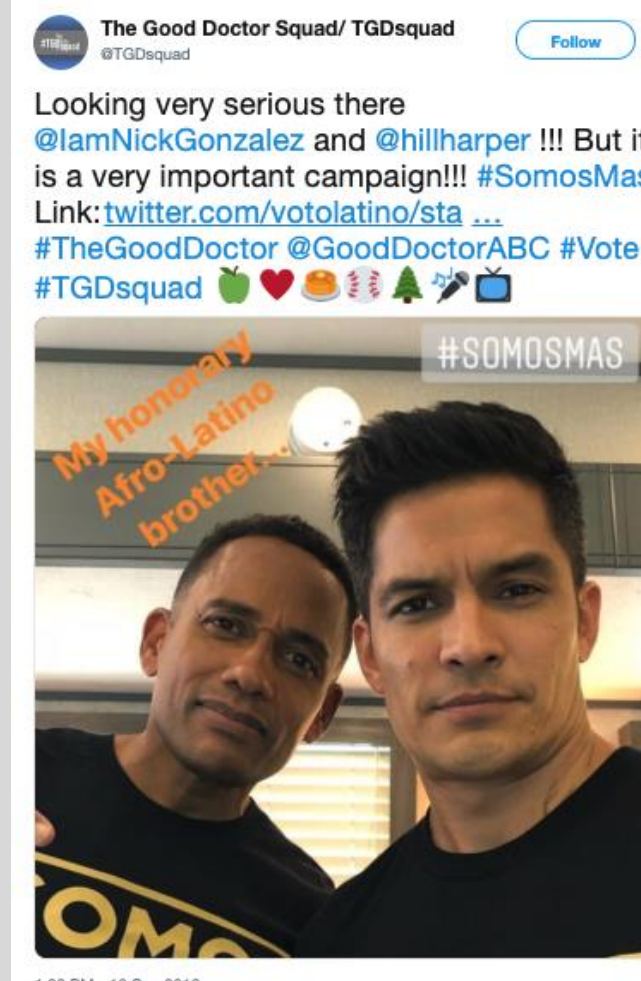 The Good Doctor Squad/ TGDsquad
@TGDsquad
Follow
Looking very serious there
@IamNickGonzalez and @hillharper !!! But it
is a very important campaign!!! #SomosMas
Link:twitter.com/votolatino/sta ...
#TheGoodDoctor @GoodDoctorABC #Vote
#TGDsquad 🍏♥️🥞⚾🌲🎤📺
#SOMOSMAS
My honorary
Afro-Latino
brother...
SOMOS